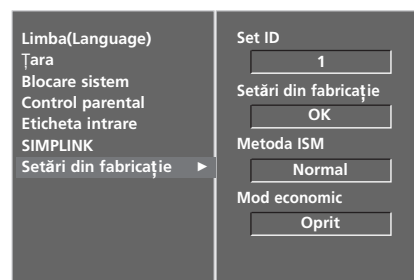 Limba(Language)
Țara
Blocare sistem
Control parental
Eticheta intrare
SIMPLINK
Setări din fabricație ►
Set ID
1
Setări din fabricație
OK
Metoda ISM
Normal
Mod economic
Oprit